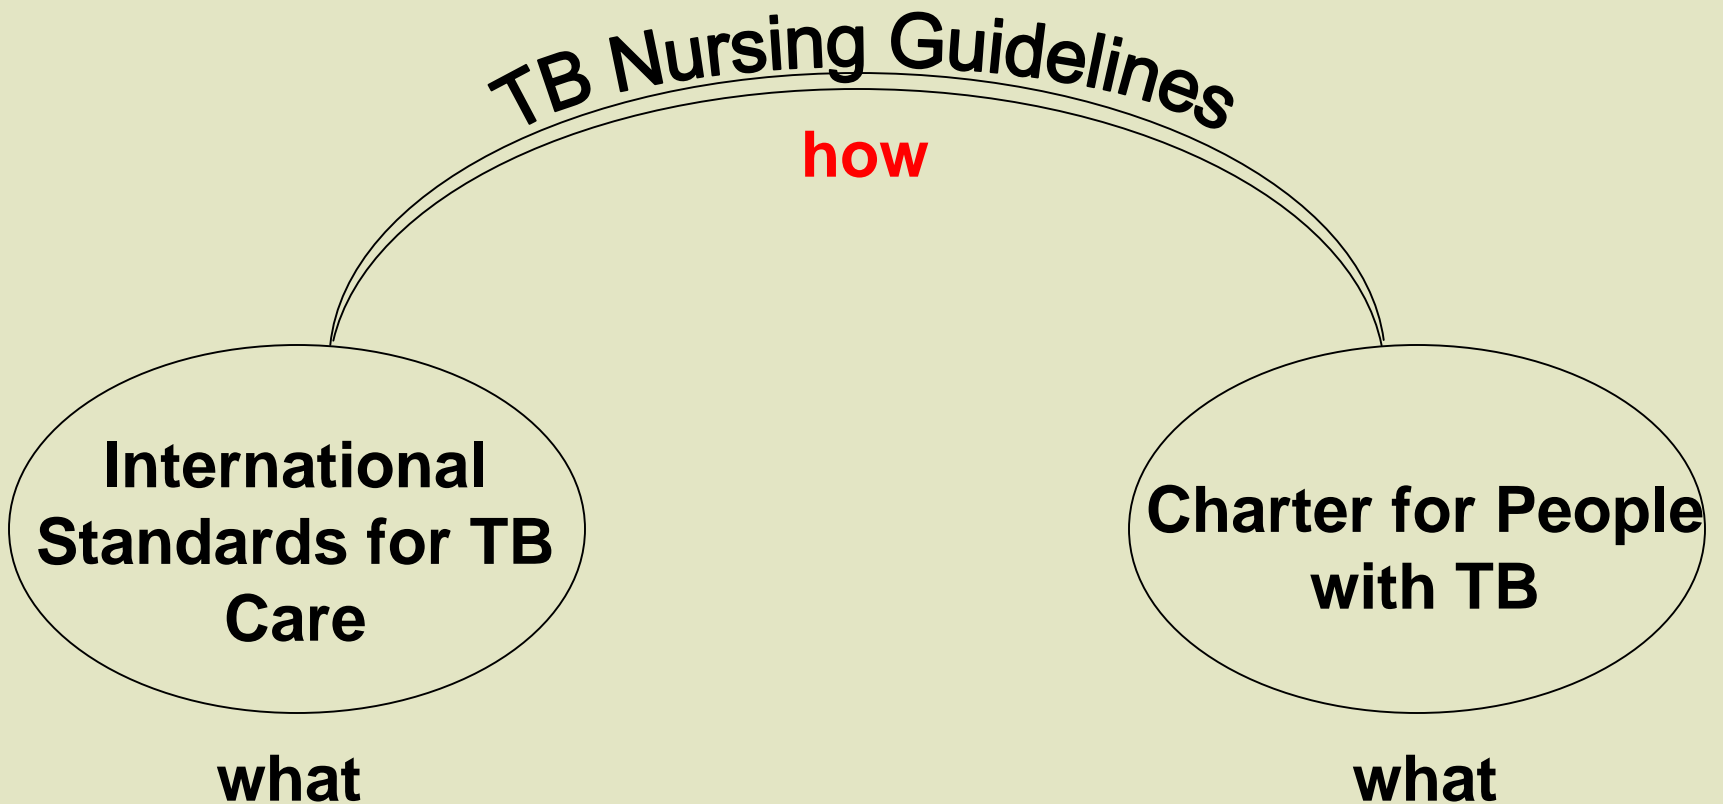 TB Nursing Guidelines
how
International
Standards for TB
Care
what
Charter for People
with TB
what